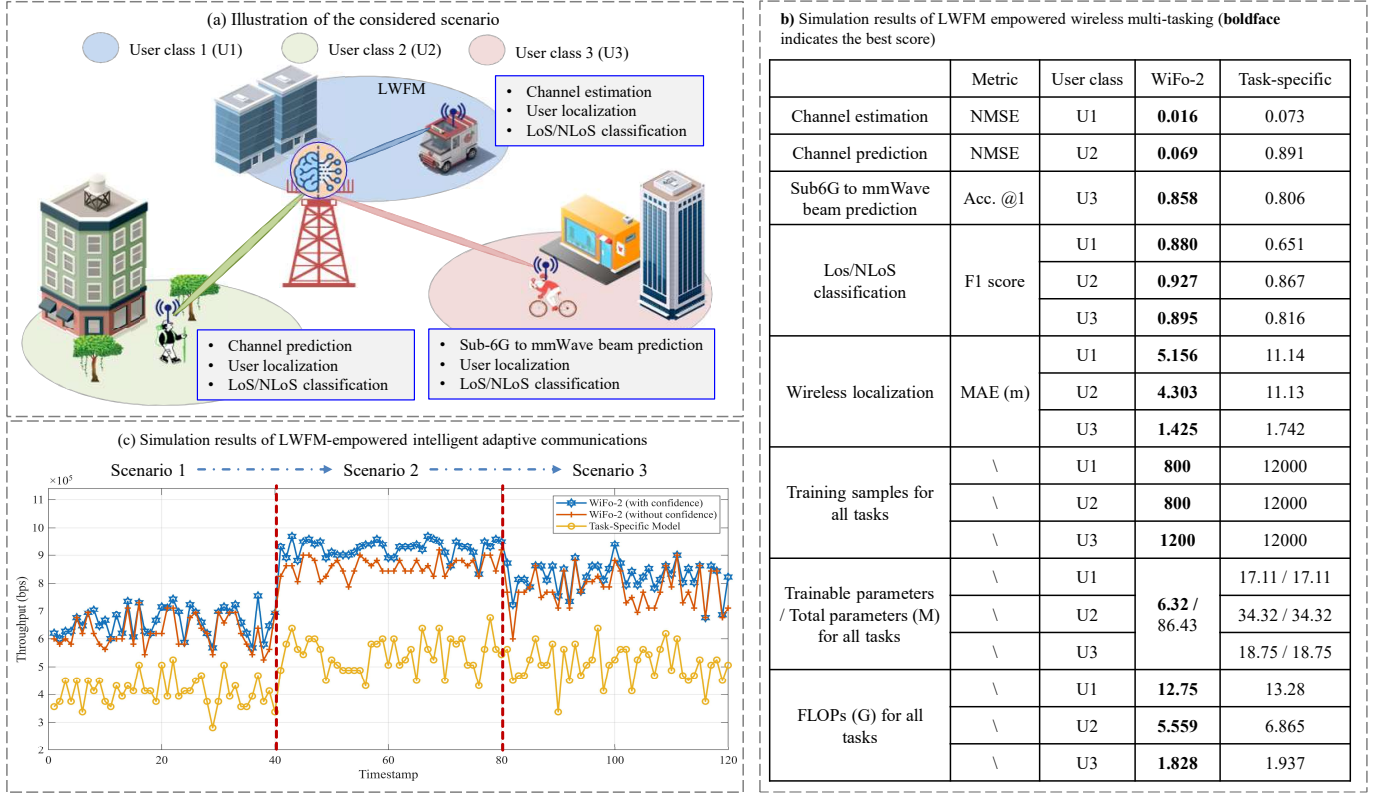 (a) Illustration of the considered scenario
User class 1 (U1)
User class 2 (U2)
User class 3 (U3)
LWFM
• Channel estimation
• User localization
• LoS/NLoS classification
• Channel prediction
• User localization
• LoS/NLoS classification
• Sub-6G to mmWave beam prediction
• User localization
• LoS/NLoS classification
(c) Simulation results of LWFM-empowered intelligent adaptive communications
Scenario 1
Scenario 2
Scenario 3
×10⁵
WiFo-2 (with confidence)
WiFo-2 (without confidence)
Task-Specific Model
Throughput (bps)
11
10
9
8
7
6
5
4
3
2
0 20 40 60 80 100 120
Timestamp
b) Simulation results of LWFM empowered wireless multi-tasking (boldface
indicates the best score)
Metric User class WiFo-2 Task-specific
Channel estimation NMSE U1 0.016 0.073
Channel prediction NMSE U2 0.069 0.891
Sub6G to mmWave
beam prediction Acc. @1 U3 0.858 0.806
Los/NLoS
classification F1 score
U1 0.880 0.651
U2 0.927 0.867
U3 0.895 0.816
Wireless localization MAE (m)
U1 5.156 11.14
U2 4.303 11.13
U3 1.425 1.742
Training samples for
all tasks
\ U1 800 12000
\ U2 800 12000
\ U3 1200 12000
Trainable parameters
/ Total parameters (M)
for all tasks
6.32 /
86.43
\ U1 17.11 / 17.11
\ U2 34.32 / 34.32
\ U3 18.75 / 18.75
FLOPs (G) for all
tasks
\ U1 12.75 13.28
\ U2 5.559 6.865
\ U3 1.828 1.937